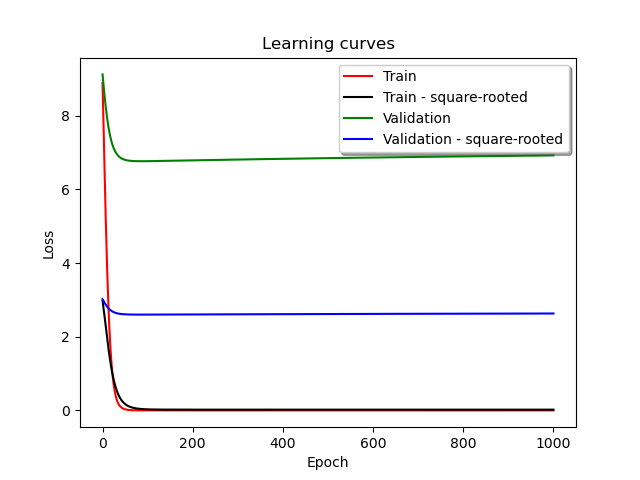 Learning curves
Train
Train - square-rooted
Validation
Validation - square-rooted
8
6
4
2
0
Loss
0 200 400 600 800 1000
Epoch